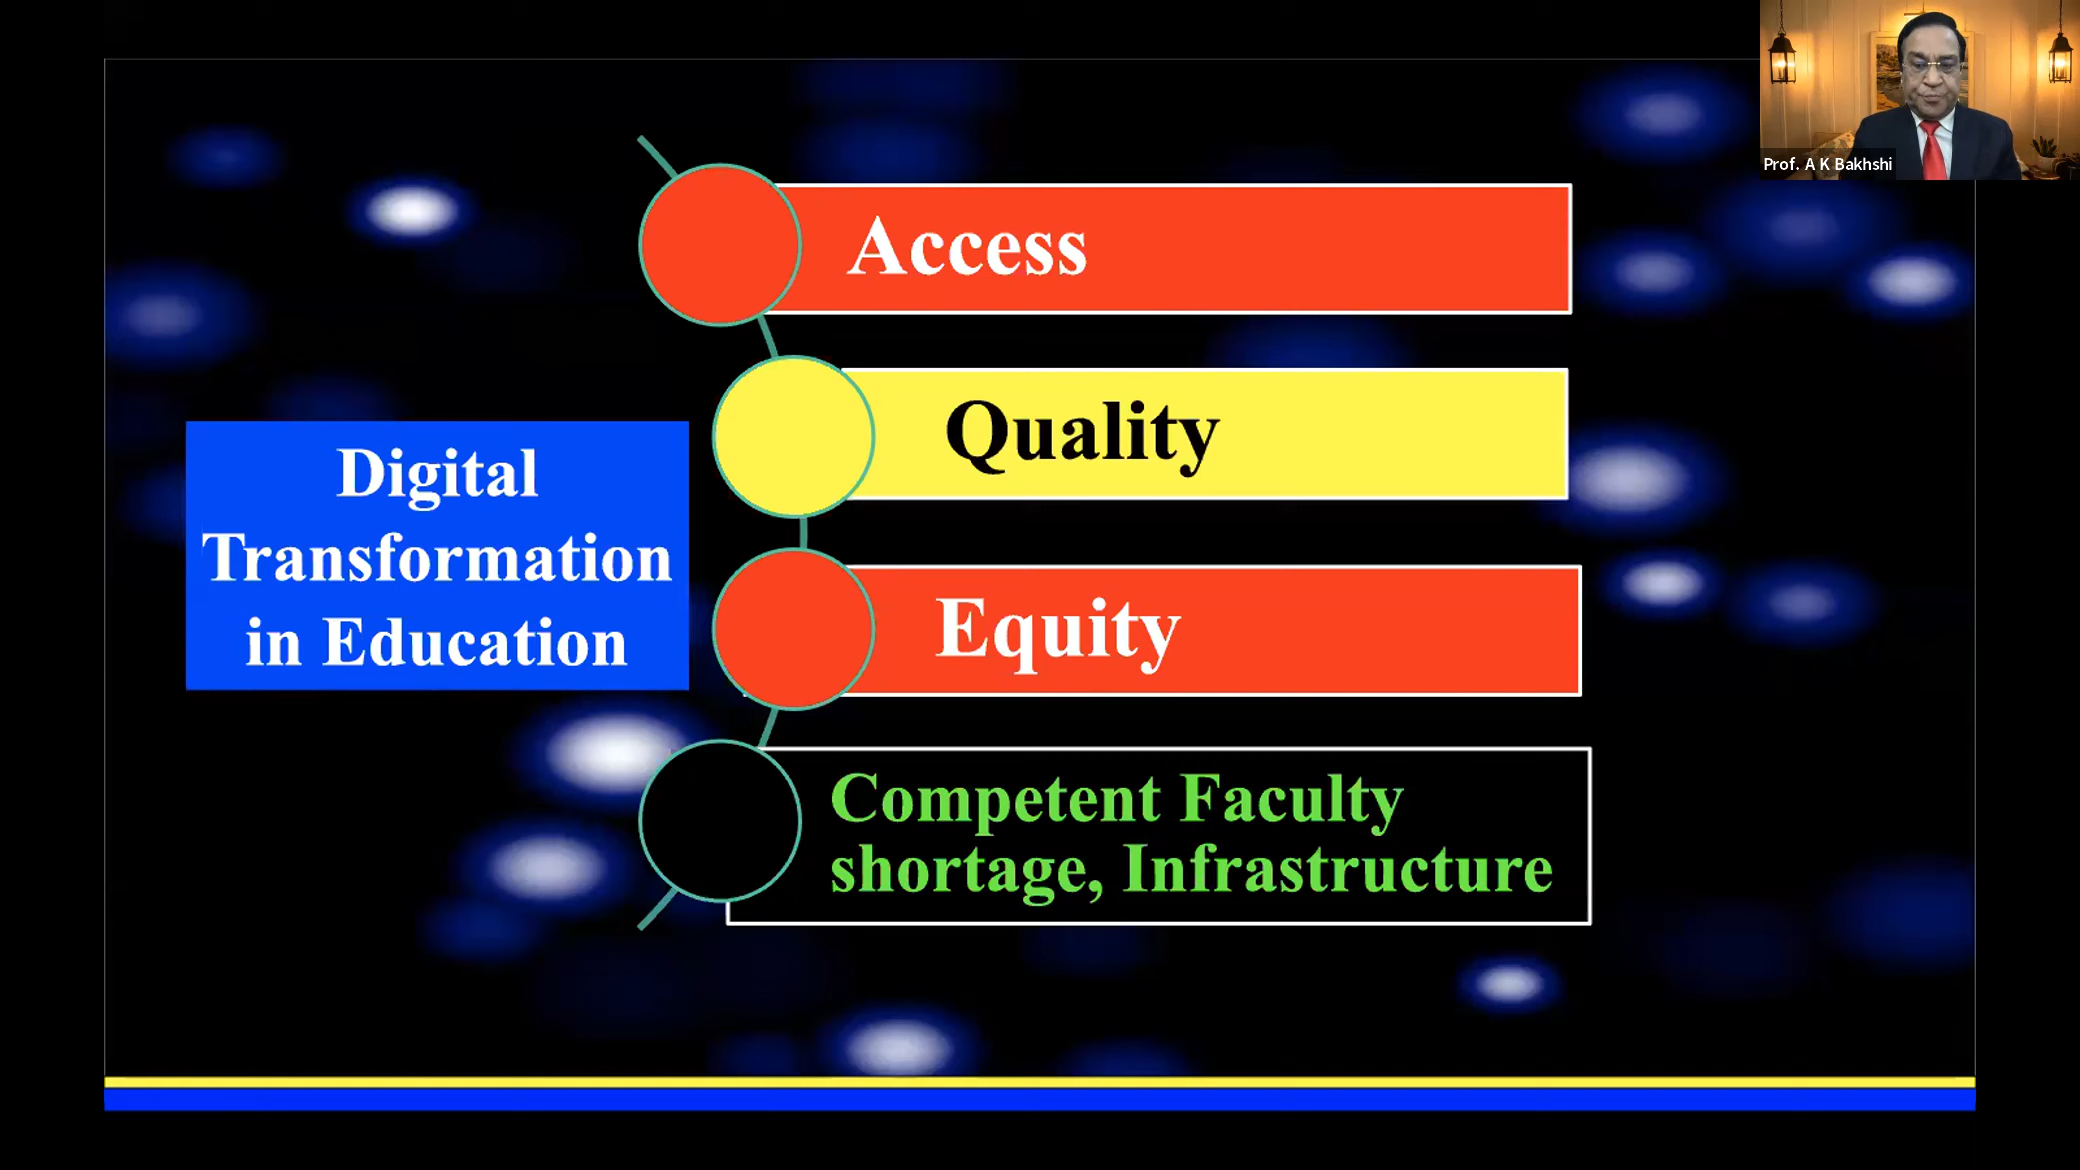 Prof. A K Bakhshi
Digital
Transformation
in Education
Access
Quality
Equity
Competent Faculty
shortage, Infrastructure